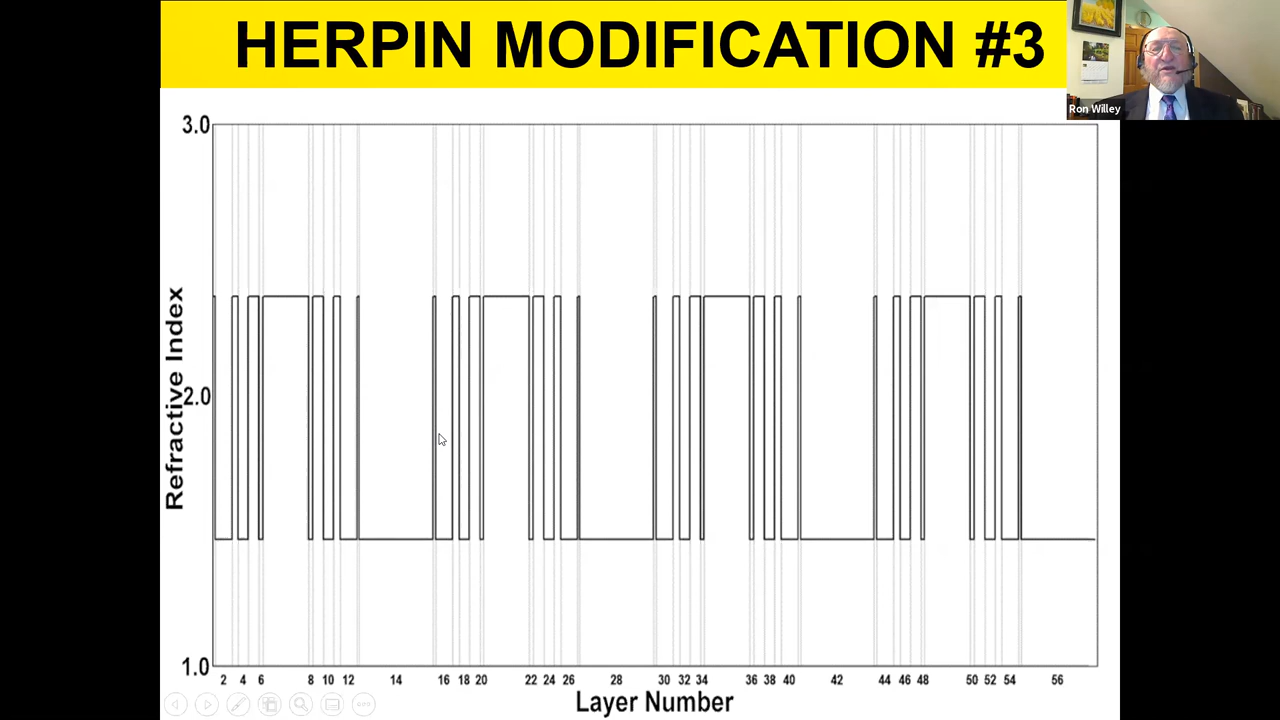 HERPIN MODIFICATION #3
Ron Willey
3.0
2.0
1.0
Refractive Index
2 4 6 8 10 12 14 16 18 20 22 24 26 28 30 32 34 36 38 40 42 44 46 48 50 52 54 56
Layer Number